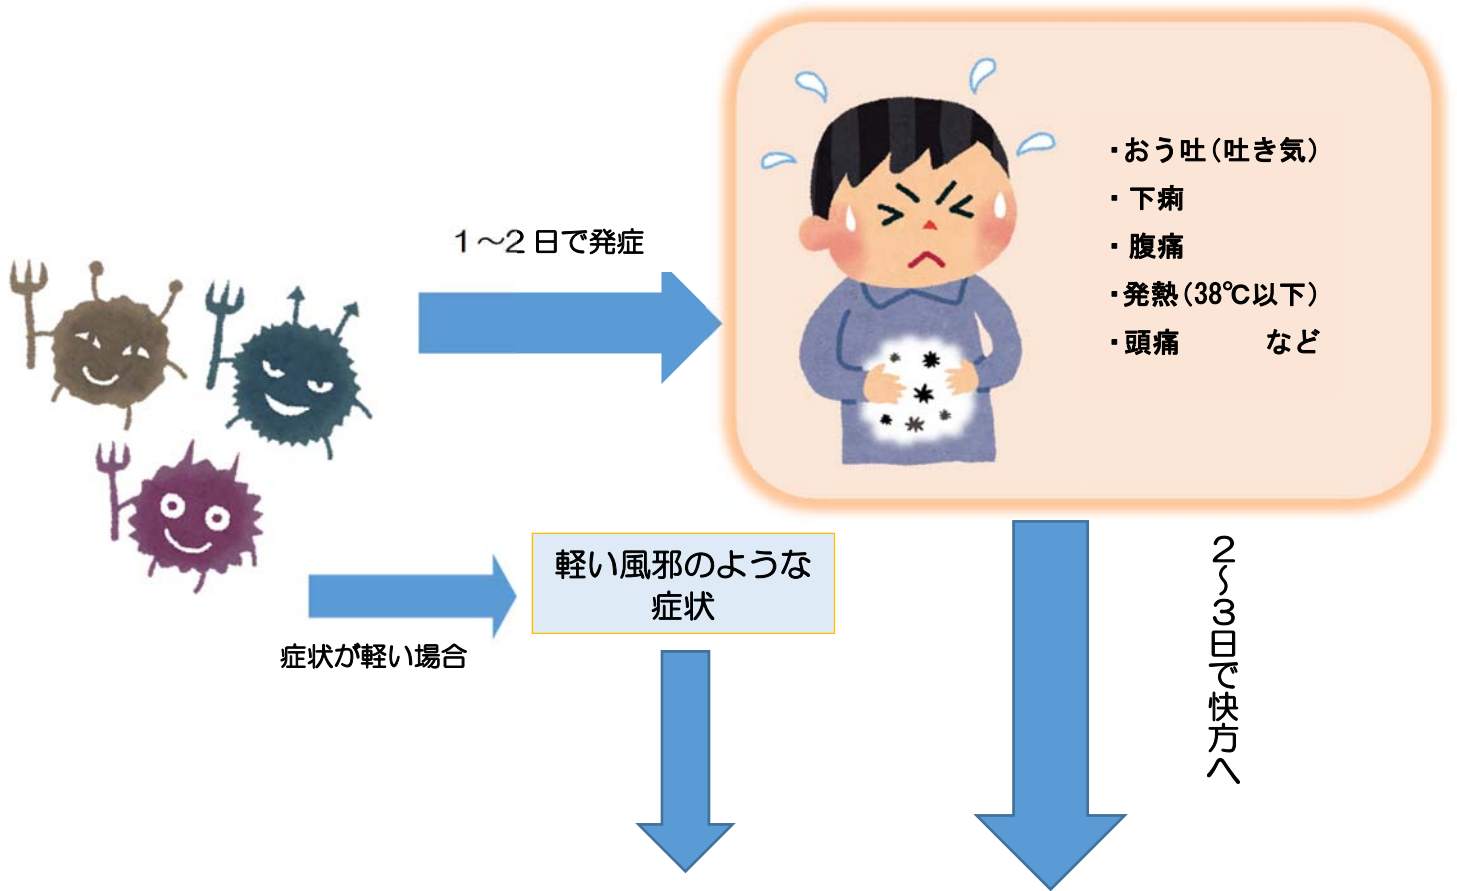 1～2日で発症
・おう吐（吐き気）
・下痢
・腹痛
・発熱（38℃以下）
・頭痛　　　など
軽い風邪のような
症状
症状が軽い場合
2～3日で快方へ